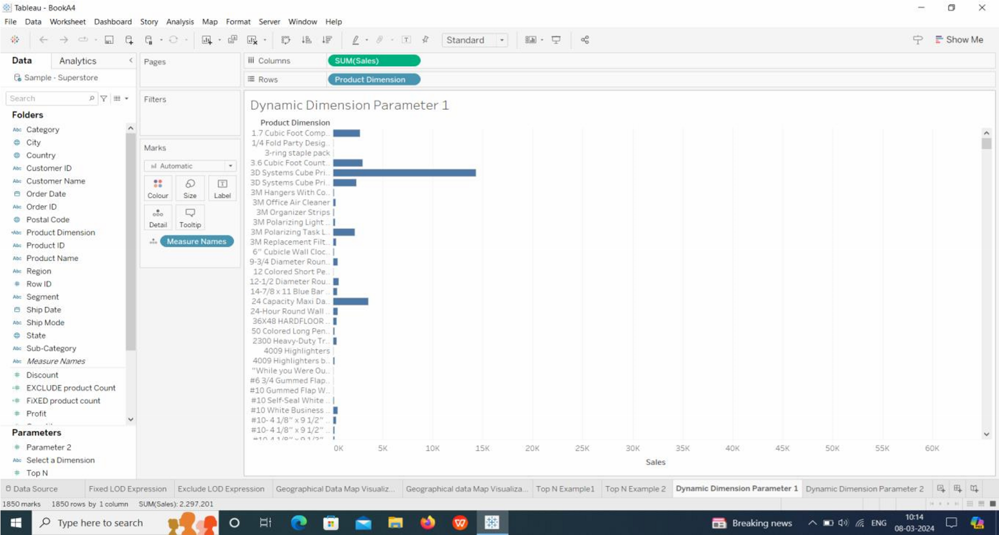 Tableau - BookA4
File Data Worksheet Dashboard Story Analysis Map Format Server Window Help
Standard
Show Me
Data Analytics
Sample - Superstore
Search
Folders
Abc Category
City
Country
Abc Customer ID
Abc Customer Name
Order Date
Abc Order ID
Postal Code
Abc Product Dimension
Abc Product ID
Abc Product Name
Abc Region
# Row ID
Abc Segment
Ship Date
Abc Ship Mode
State
Abc Sub-Category
Abc Measure Names
# Discount
=# EXCLUDE product Count
=# FiXED product count
# Profit
Parameters
# Parameter 2
Abc Select a Dimension
# Top N
Pages
Filters
Marks
Automatic
Colour Size Label
Detail Tooltip
Measure Names
iii Columns SUM(Sales)
Rows Product Dimension
Dynamic Dimension Parameter 1
Product Dimension
1.7 Cubic Foot Comp..
1/4 Fold Party Desig..
3-ring staple pack
3.6 Cubic Foot Count..
3D Systems Cube Pri..
3D Systems Cube Pri..
3M Hangers With Co..
3M Office Air Cleaner
3M Organizer Strips
3M Polarizing Light ..
3M Polarizing Task L..
3M Replacement Filt..
6" Cubicle Wall Cloc..
9-3/4 Diameter Roun..
12 Colored Short Pe..
12-1/2 Diameter Rou..
14-7/8 x 11 Blue Bar ..
24 Capacity Maxi Da..
24-Hour Round Wall ..
36X48 HARDFLOOR ..
50 Colored Long Pen..
2300 Heavy-Duty Tr..
4009 Highlighters
4009 Highlighters b..
"While you Were Ou..
#6 3/4 Gummed Flap..
#10 Gummed Flap W..
#10 Self-Seal White ..
#10 White Business ..
#10- 4 1/8" x 9 1/2" ..
#10- 4 1/8" x 9 1/2" ..
0K 5K 10K 15K 20K 25K 30K 35K 40K 45K 50K 55K 60K
Sales
Data Source Fixed LOD Expression Exclude LOD Expression Geographical Data Map Visualiz... Geographical data Map Visualiza... Top N Example1 Top N Example 2 Dynamic Dimension Parameter 1 Dynamic Dimension Parameter 2
1850 marks 1850 rows by 1 column SUM(Sales): 2,297,201
Type here to search
Breaking news
ENG
10:14
08-03-2024